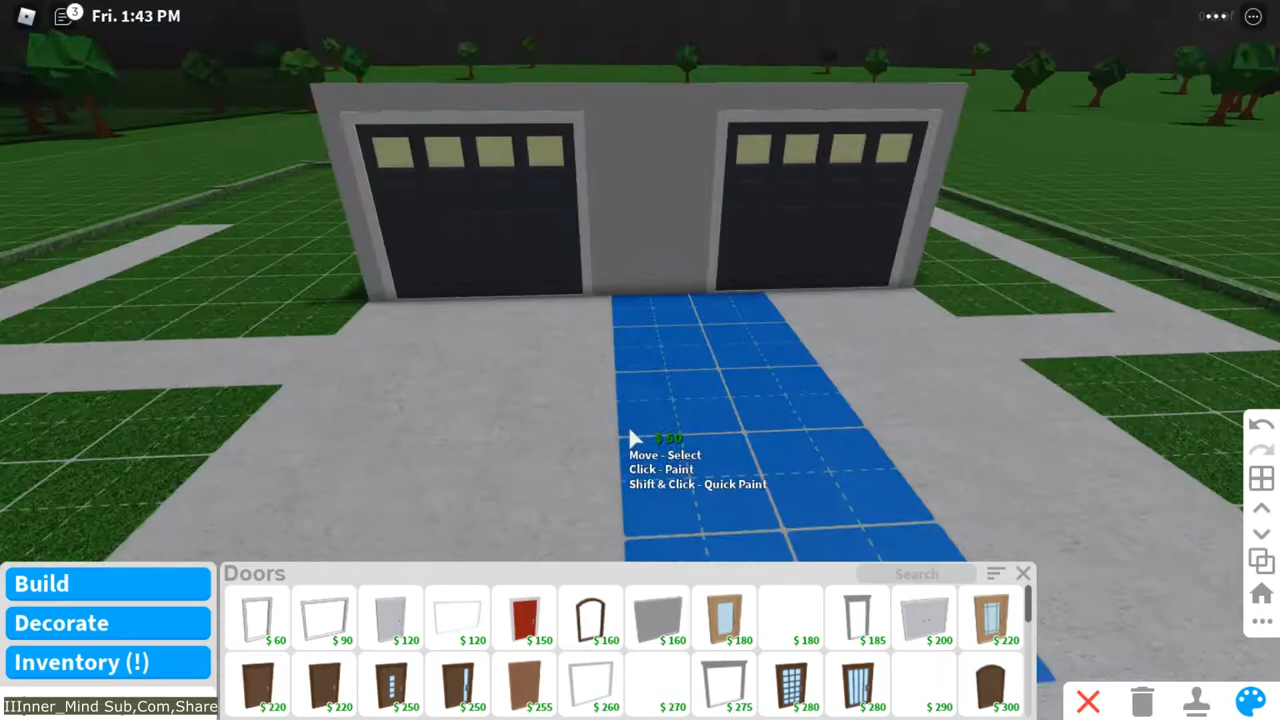 3
Fri. 1:43 PM
$ 60
Move - Select
Click - Paint
Shift & Click - Quick Paint
Build
Decorate
Inventory (!)
IIInner_Mind Sub,Com,Share
Doors
Search
$ 60 $ 90 $ 120 $ 120 $ 150 $ 160 $ 160 $ 180 $ 180 $ 185 $ 200 $ 220
$ 220 $ 220 $ 250 $ 250 $ 255 $ 260 $ 270 $ 275 $ 280 $ 280 $ 290 $ 300